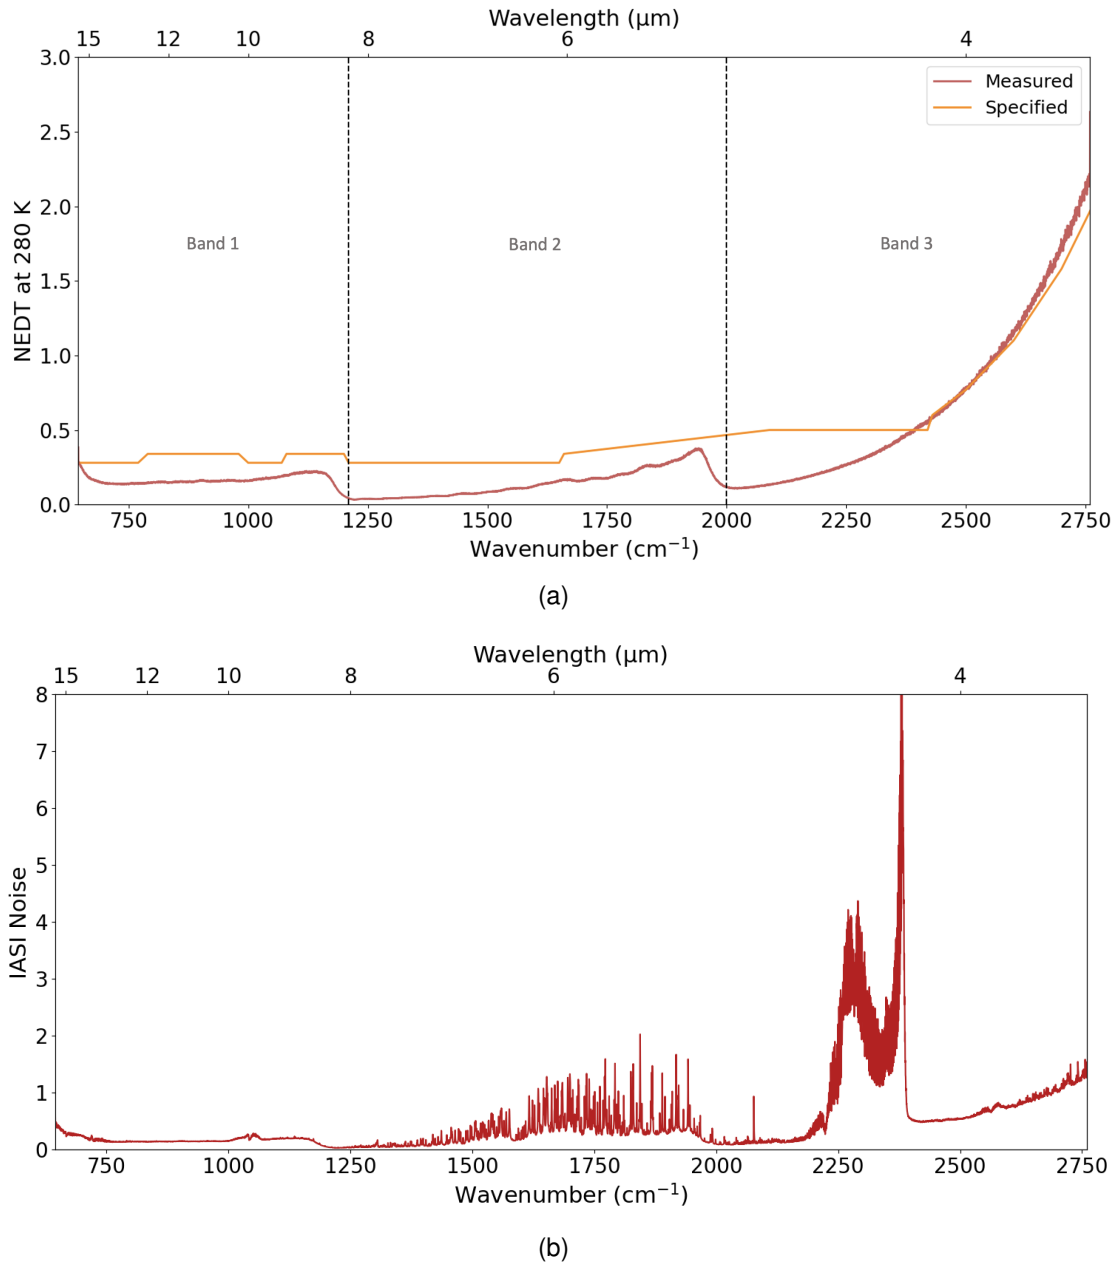 Wavelength (μm)
15 12 10 8 6 4
3.0
2.5
2.0
1.5
1.0
0.5
0.0
NEDT at 280 K
Measured
Specified
Band 1 Band 2 Band 3
750 1000 1250 1500 1750 2000 2250 2500 2750
Wavenumber (cm⁻¹)
(a)
Wavelength (μm)
15 12 10 8 6 4
8
7
6
5
4
3
2
1
0
IASI Noise
750 1000 1250 1500 1750 2000 2250 2500 2750
Wavenumber (cm⁻¹)
(b)